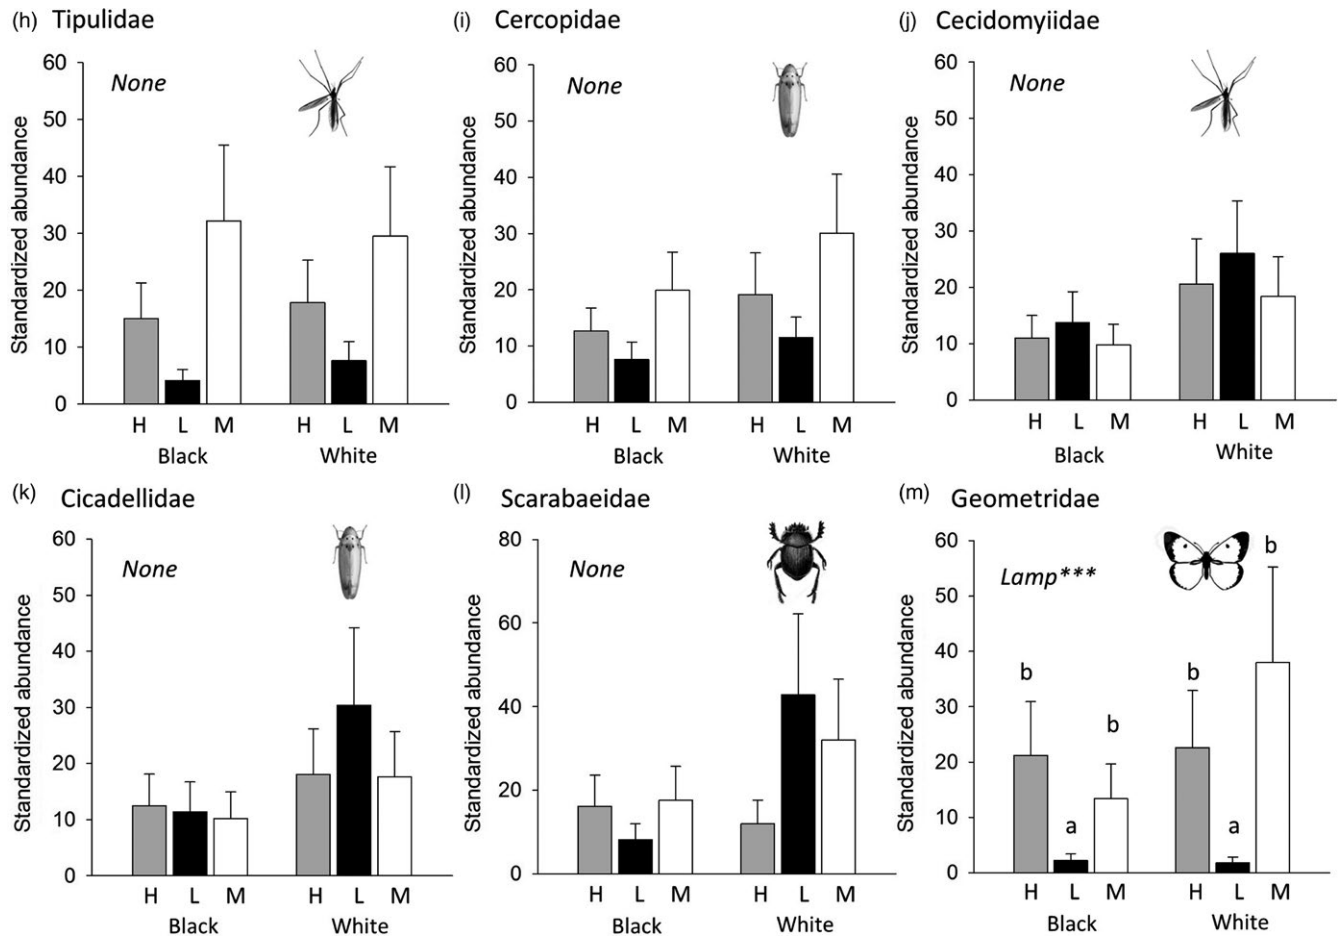 (h) Tipulidae
Standardized abundance
60
50
40
30
20
10
0
None
H L M H L M
Black White
(i) Cercopidae
Standardized abundance
60
50
40
30
20
10
0
None
H L M H L M
Black White
(j) Cecidomyiidae
Standardized abundance
60
50
40
30
20
10
0
None
H L M H L M
Black White
(k) Cicadellidae
Standardized abundance
60
50
40
30
20
10
0
None
H L M H L M
Black White
(l) Scarabaeidae
Standardized abundance
80
60
40
20
0
None
H L M H L M
Black White
(m) Geometridae
Standardized abundance
60
50
40
30
20
10
0
Lamp***
b a b b a b
H L M H L M
Black White